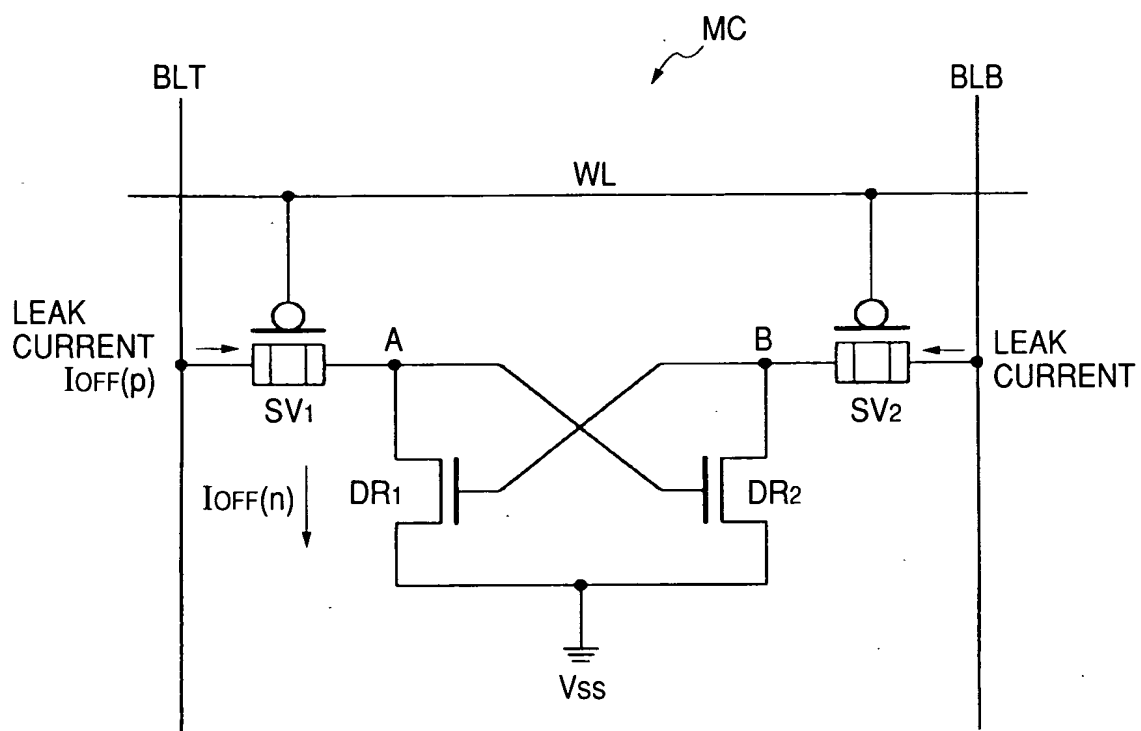 MC
BLT
BLB
WL
LEAK
CURRENT
IOFF(p)
SV1
A
B
SV2
LEAK
CURRENT
IOFF(n)
DR1
DR2
Vss